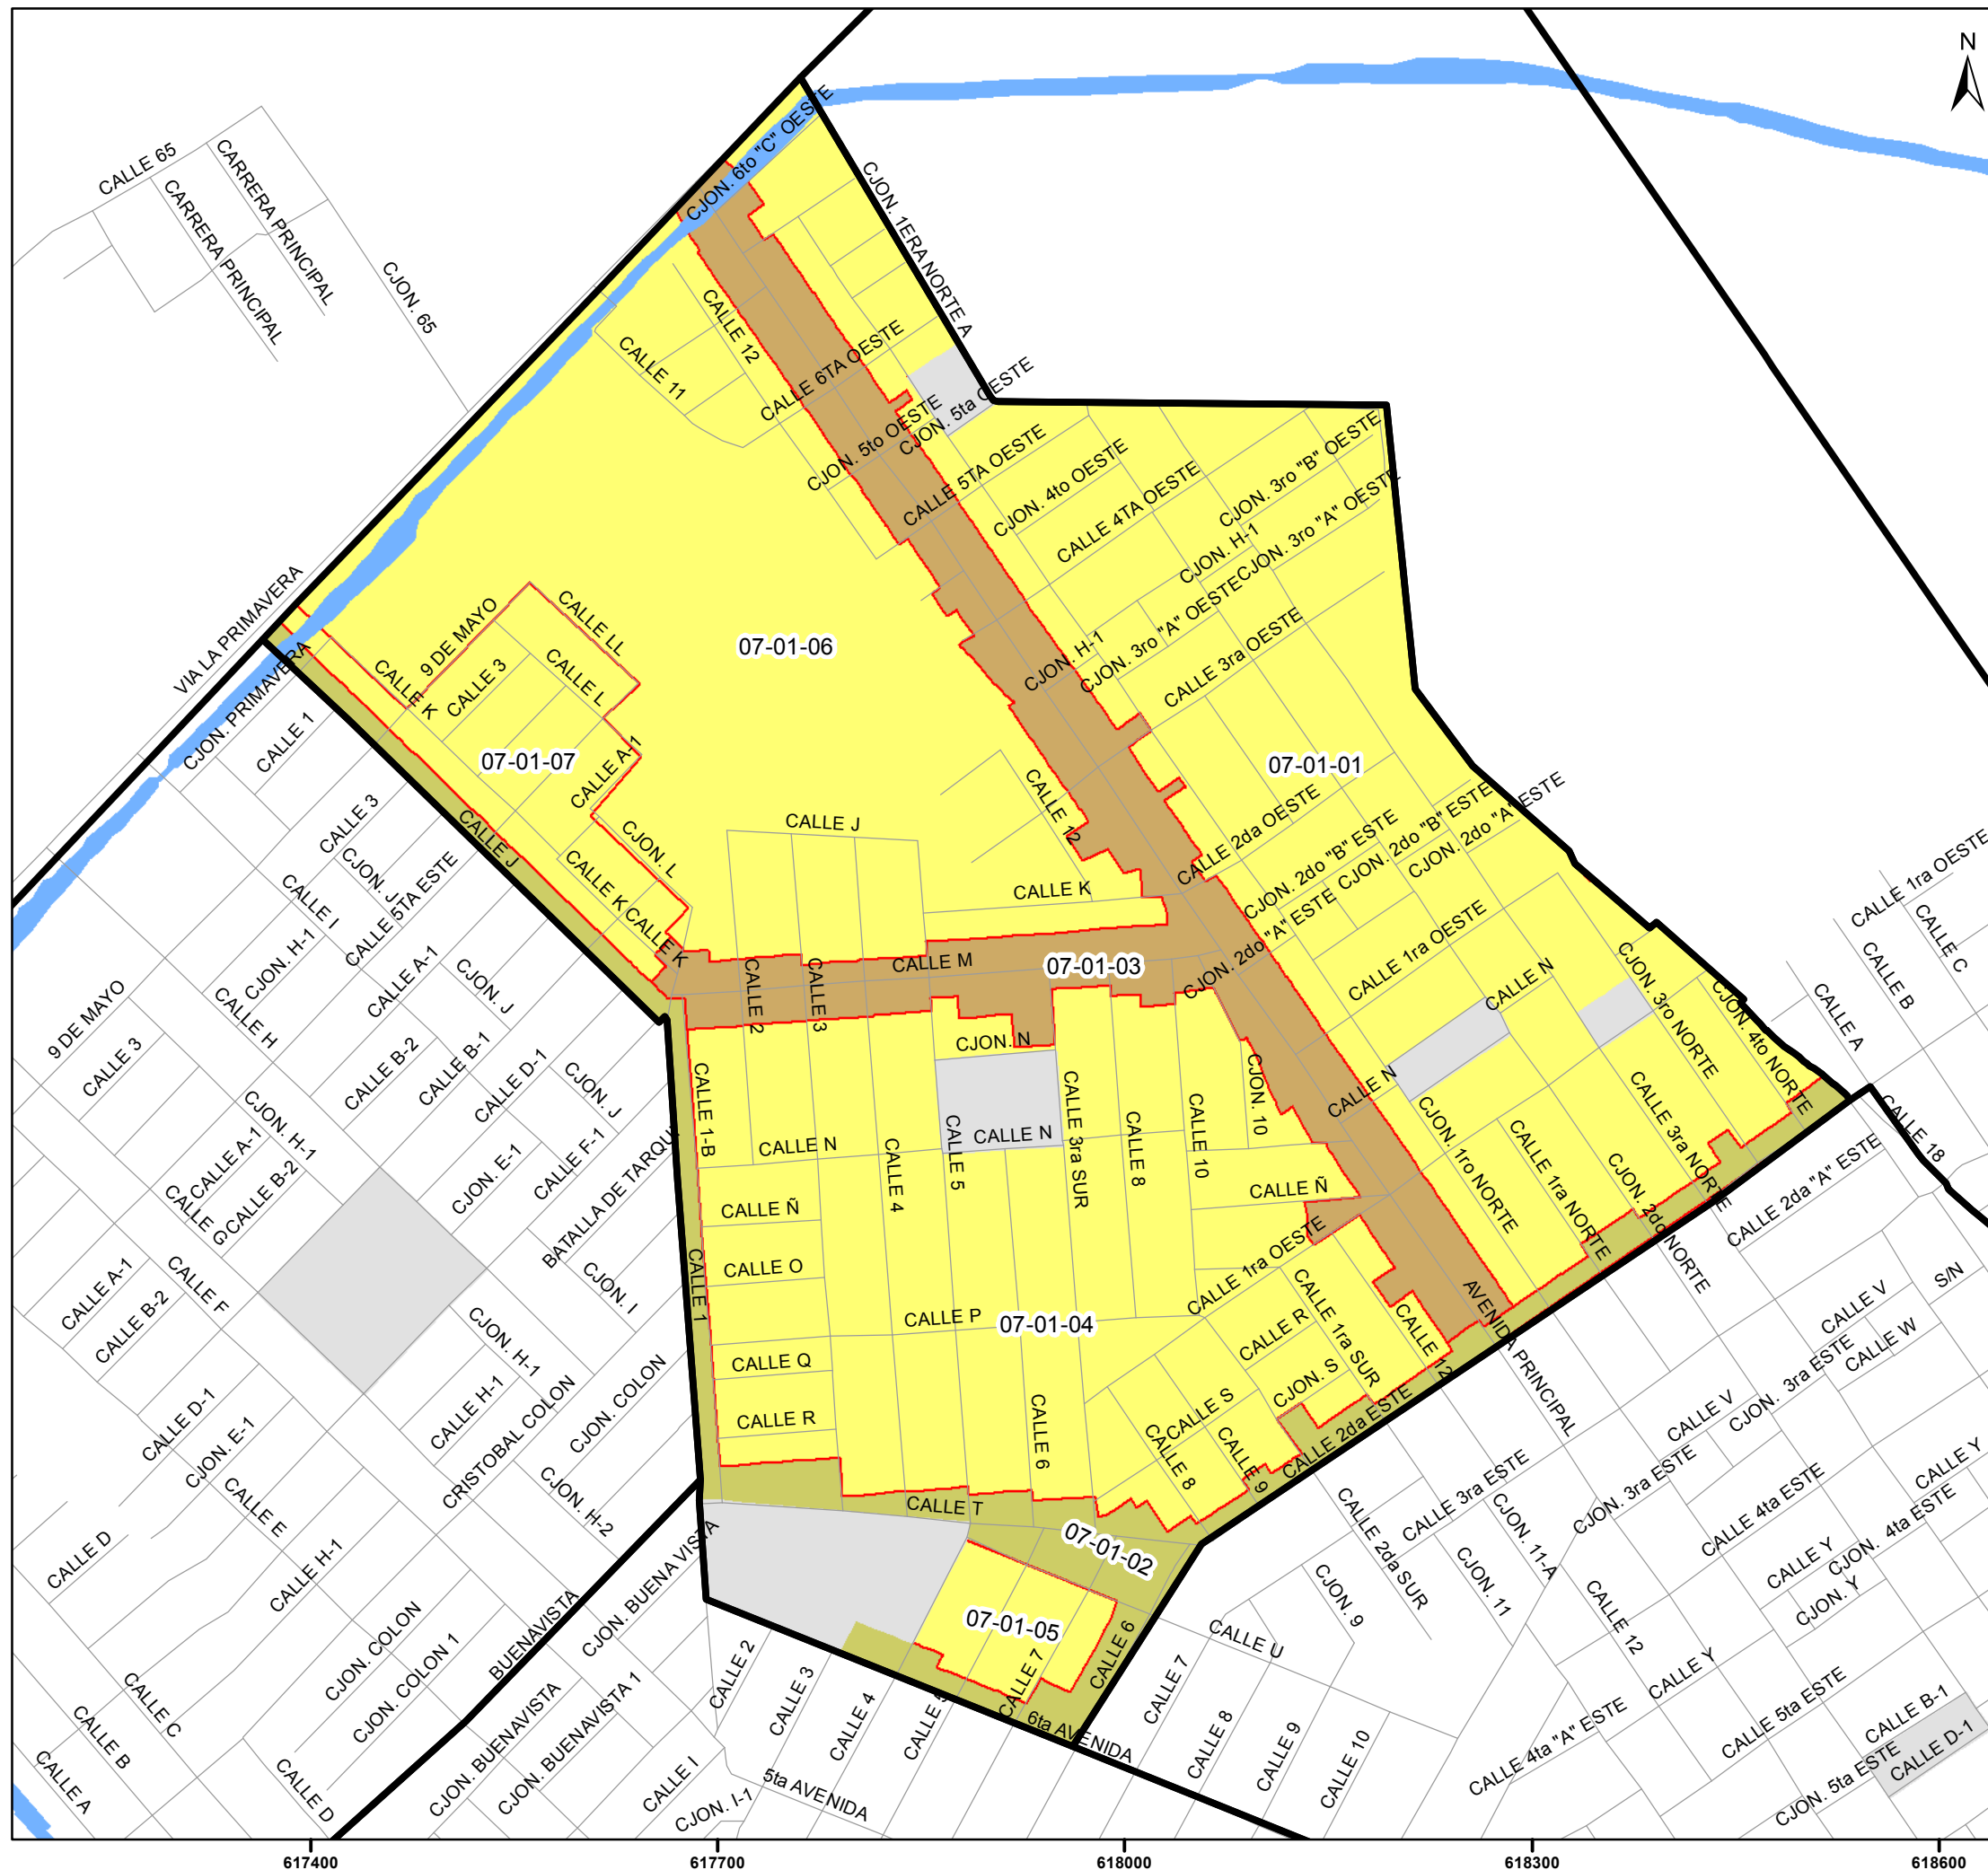 N
CJON. 6to "C" OESTE
CALLE 65
CARRERA PRINCIPAL
CARRERA PRINCIPAL
CJON. 65
CJON. 1ERA NORTE A
CALLE 12
CALLE 11
CALLE 6TA OESTE
CJON. 5to OESTE
CJON. 5ta OESTE
CALLE 5TA OESTE
CJON. 4to OESTE
CALLE 4TA OESTE
CJON. 3ro "B" OESTE
CJON. 3ro "A" OESTE
CJON. H-1
CJON. 3ro "A" OESTE
CJON. H-1
CALLE 3ra OESTE
VIA LA PRIMAVERA
CJON. PRIMAVERA
9 DE MAYO
CALLE LL
CALLE K
CALLE 3
CALLE L
07-01-06
07-01-07
07-01-01
CALLE 1
CALLE A-1
CALLE 12
CALLE J
CALLE J
CJON. L
CALLE K
CALLE K
CALLE K
CALLE 2da OESTE
CJON. 2do "B" ESTE
CJON. 2do "B" ESTE
CJON. 2do "A" ESTE
CJON. 2do "A" ESTE
CALLE 1ra OESTE
CALLE 1ra OESTE
CALLE C
CALLE B
CALLE A
CALLE 3
CJON. J
CALLE 5TA ESTE
CALLE I
CJON. H-1
CALLE A-1
CJON. J
CALLE H
9 DE MAYO
CALLE 3
CALLE M
07-01-03
CALLE 2
CALLE 3
CJON. N
CALLE N
CALLE N
CJON. 3ro NORTE
CJON. 4to NORTE
CALLE 18
CALLE B-2
CALLE B-1
CALLE D-1
CJON. J
CJON. H-1
CALLE A-1
CALLE B-2
CALLE G
CJON. E-1
CALLE F-1
BATALLA DE TARQUI
CJON. I
CALLE 1-B
CALLE N
CALLE N
CALLE 4
CALLE 5
CALLE 3ra SUR
CALLE 8
CALLE 10
CJON. 10
CALLE Ñ
CALLE Ñ
CALLE O
CALLE P
CALLE Q
CALLE R
CALLE 1
07-01-04
CALLE 1ra OESTE
CALLE R
CALLE 1ra SUR
CJON. S
CALLE S
CALLE 8
CALLE 9
CALLE 6
CALLE 12
AVENIDA PRINCIPAL
CJON. 1ro NORTE
CALLE 1ra NORTE
CJON. 2do NORTE
CALLE 3ra NORTE
CALLE 2da "A" ESTE
CALLE 2da ESTE
CALLE A-1
CALLE B-2
CALLE F
CALLE D-1
CJON. E-1
CALLE E
CJON. H-1
CALLE H-1
CRISTOBAL COLON
CJON. COLON
CJON. H-2
CALLE D
CALLE H-1
CJON. COLON
CJON. COLON 1
CALLE C
CALLE B
CALLE A
CALLE D
BUENAVISTA
CJON. BUENA VISTA
CJON. BUENAVISTA
CJON. BUENAVISTA 1
CALLE I
CJON. I-1
CALLE T
07-01-02
07-01-05
CALLE 2
CALLE 3
CALLE 4
CALLE 5
CALLE 7
CALLE 6
6ta AVENIDA
5ta AVENIDA
CALLE U
CALLE 7
CALLE 8
CALLE 9
CALLE 10
CJON. 9
CALLE 2da SUR
CALLE 3ra ESTE
CJON. 11
CJON. 11-A
CALLE 12
CJON. 3ra ESTE
CALLE V
CJON. 3ra ESTE
CALLE V
CALLE W
S/N
CALLE 4ta ESTE
CALLE Y
CJON. 4ta ESTE
CALLE Y
CJON. Y
CALLE Y
CALLE 4ta "A" ESTE
CALLE 5ta ESTE
CALLE B-1
CALLE D-1
CJON. 5ta ESTE
617400
617700
618000
618300
618600